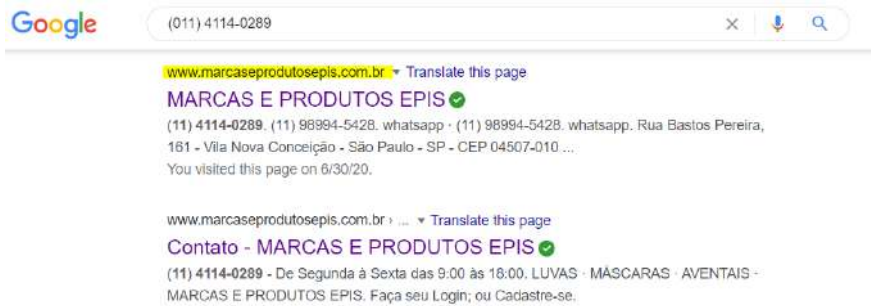 Google (011) 4114-0289
www.marcaseprodutosepis.com.br Translate this page
MARCAS E PRODUTOS EPIS
(11) 4114-0289. (11) 98994-5428. whatsapp · (11) 98994-5428. whatsapp. Rua Bastos Pereira,
161 - Vila Nova Conceição - São Paulo - SP - CEP 04507-010 ...
You visited this page on 6/30/20.
www.marcaseprodutosepis.com.br › ... Translate this page
Contato - MARCAS E PRODUTOS EPIS
(11) 4114-0289 - De Segunda à Sexta das 9:00 às 18:00. LUVAS · MÁSCARAS · AVENTAIS -
MARCAS E PRODUTOS EPIS. Faça seu Login; ou Cadastre-se.